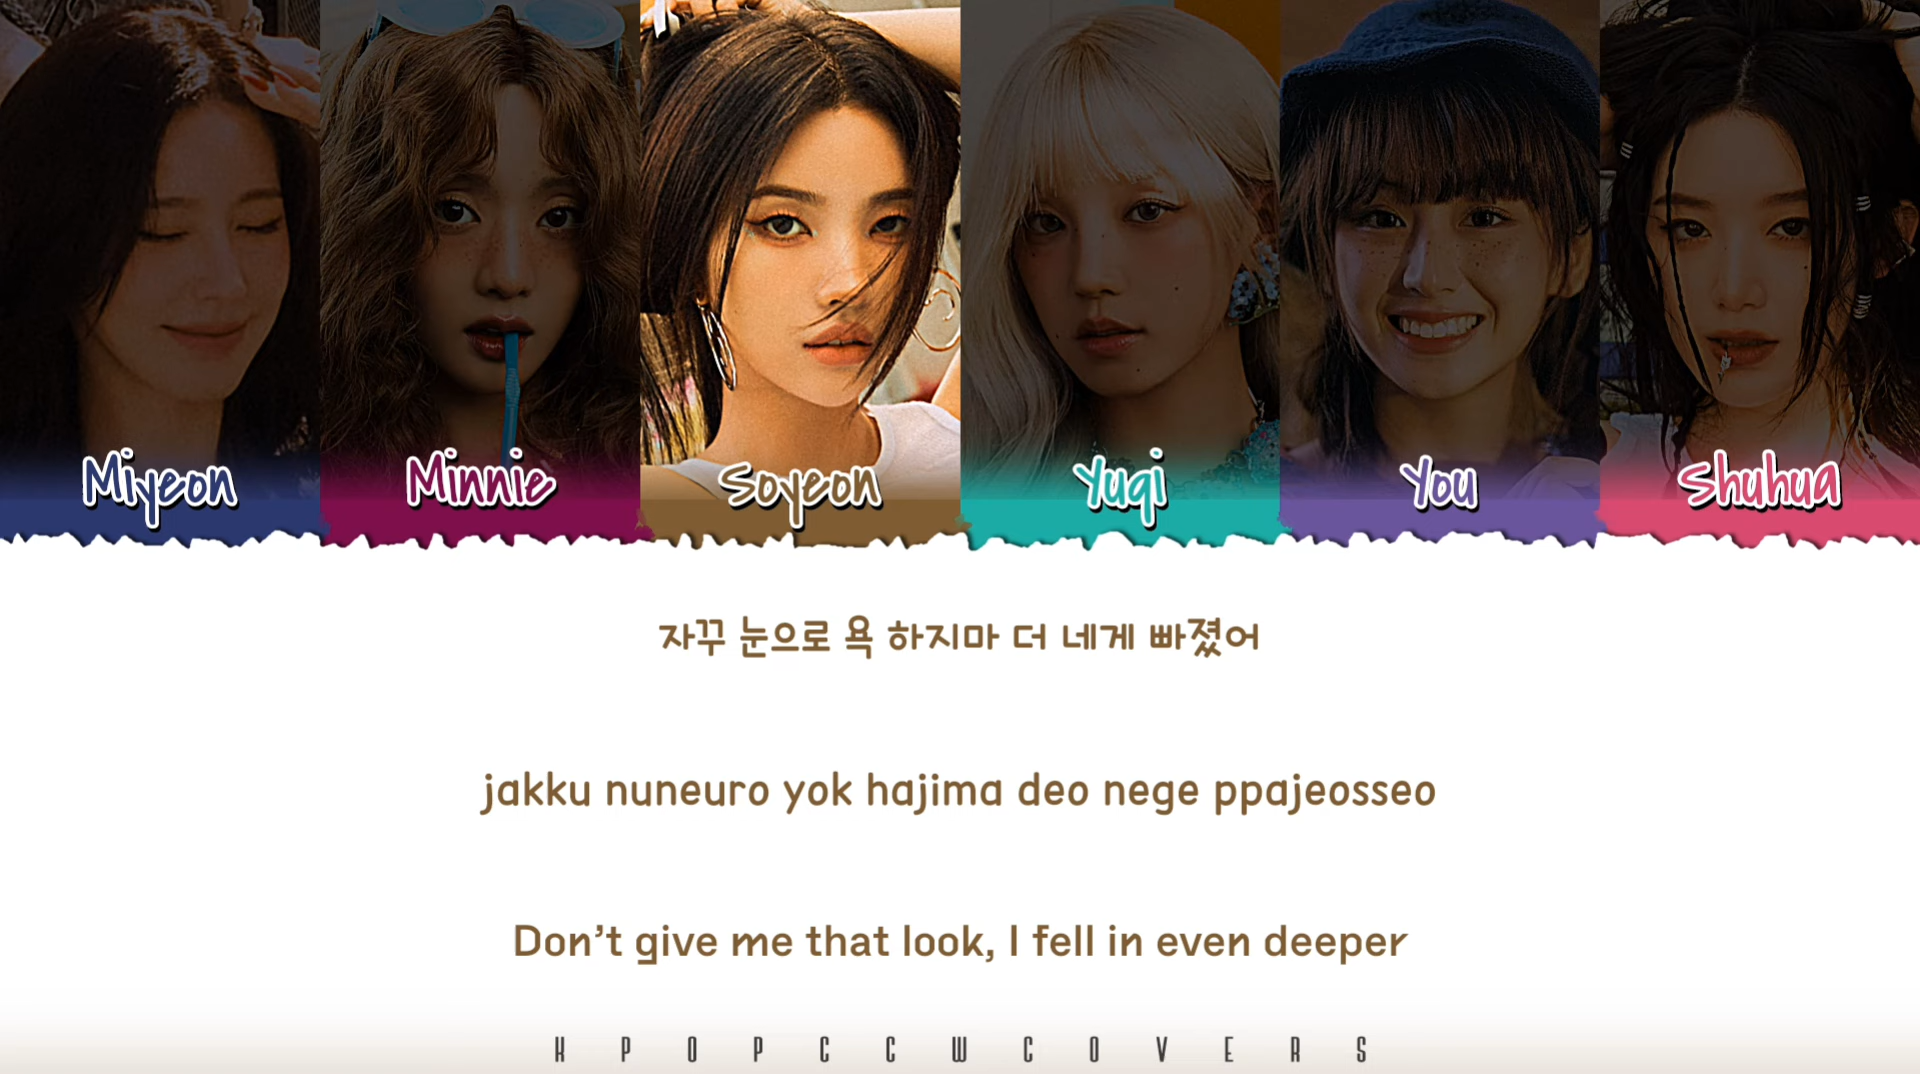 Miyeon
Minnie
Soyeon
Yuqi
You
Shuhua
자꾸 눈으로 욕 하지마 더 네게 빠졌어
jakku nuneuro yok hajima deo nege ppajeosseo
Don't give me that look, I fell in even deeper
KPOPCCWCOVERS